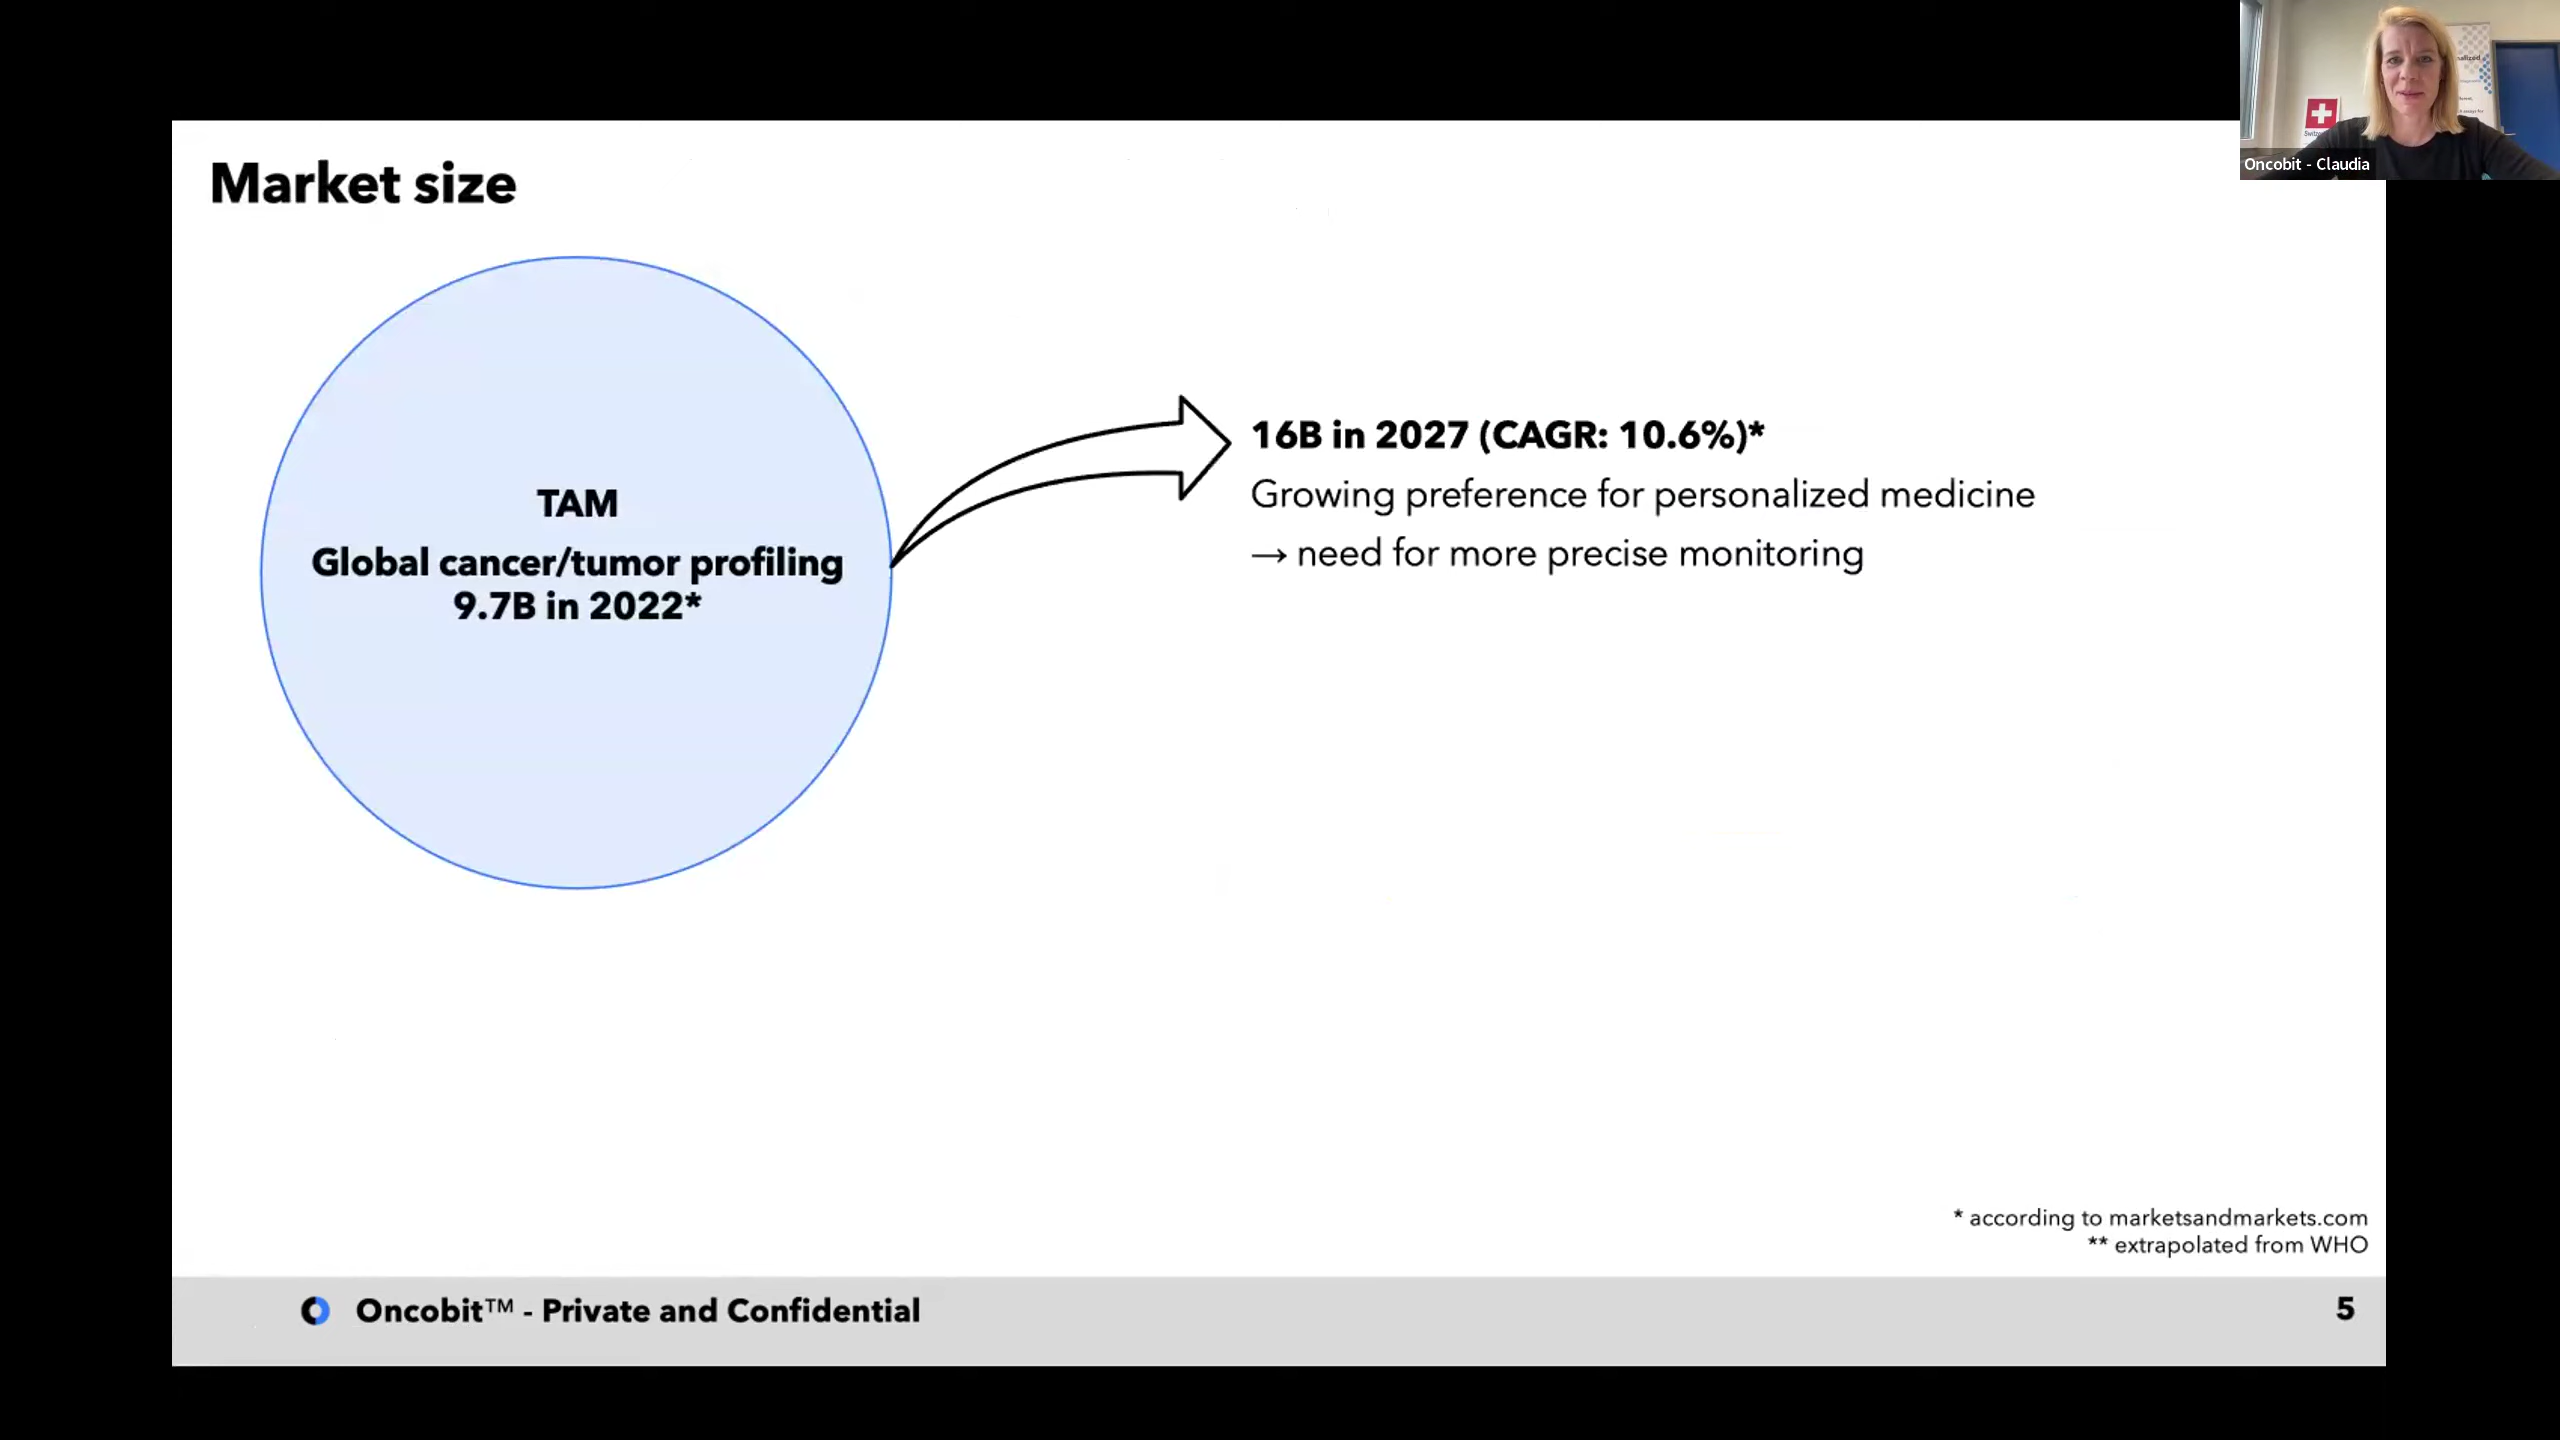 Market size
TAM
Global cancer/tumor profiling
9.7B in 2022*
16B in 2027 (CAGR: 10.6%)*
Growing preference for personalized medicine
→ need for more precise monitoring
* according to marketsandmarkets.com
** extrapolated from WHO
Oncobit™ - Private and Confidential
5
Oncobit - Claudia